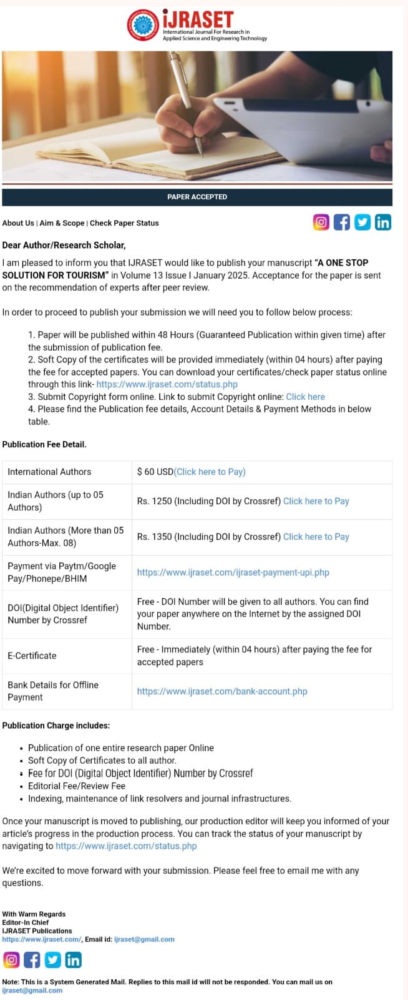 iJRASET
International Journal For Research in
Applied Science and Engineering Technology
PAPER ACCEPTED
About Us | Aim & Scope | Check Paper Status
Dear Author/Research Scholar,
I am pleased to inform you that IJRASET would like to publish your manuscript “A ONE STOP
SOLUTION FOR TOURISM” in Volume 13 Issue I January 2025. Acceptance for the paper is sent
on the recommendation of experts after peer review.
In order to proceed to publish your submission we will need you to follow below process:
1. Paper will be published within 48 Hours (Guaranteed Publication within given time) after
the submission of publication fee.
2. Soft Copy of the certificates will be provided immediately (within 04 hours) after paying
the fee for accepted papers. You can download your certificates/check paper status online
through this link- https://www.ijraset.com/status.php
3. Submit Copyright form online. Link to submit Copyright online: Click here
4. Please find the Publication fee details, Account Details & Payment Methods in below
table.
Publication Fee Detail.
International Authors
$ 60 USD(Click here to Pay)
Indian Authors (up to 05
Authors)
Rs. 1250 (Including DOI by Crossref) Click here to Pay
Indian Authors (More than 05
Authors-Max. 08)
Rs. 1350 (Including DOI by Crossref) Click here to Pay
Payment via Paytm/Google
Pay/Phonepe/BHIM
https://www.ijraset.com/ijraset-payment-upi.php
DOI(Digital Object Identifier)
Number by Crossref
Free - DOI Number will be given to all authors. You can find
your paper anywhere on the Internet by the assigned DOI
Number.
E-Certificate
Free - Immediately (within 04 hours) after paying the fee for
accepted papers
Bank Details for Offline
Payment
https://www.ijraset.com/bank-account.php
Publication Charge includes:
• Publication of one entire research paper Online
• Soft Copy of Certificates to all author.
• Fee for DOI (Digital Object Identifier) Number by Crossref
• Editorial Fee/Review Fee
• Indexing, maintenance of link resolvers and journal infrastructures.
Once your manuscript is moved to publishing, our production editor will keep you informed of your
article’s progress in the production process. You can track the status of your manuscript by
navigating to https://www.ijraset.com/status.php
We’re excited to move forward with your submission. Please feel free to email me with any
questions.
With Warm Regards
Editor-In Chief
IJRASET Publications
https://www.ijraset.com/, Email id: ijraset@gmail.com
Note: This is a System Generated Mail. Replies to this mail id will not be responded. You can mail us on
ijraset@gmail.com